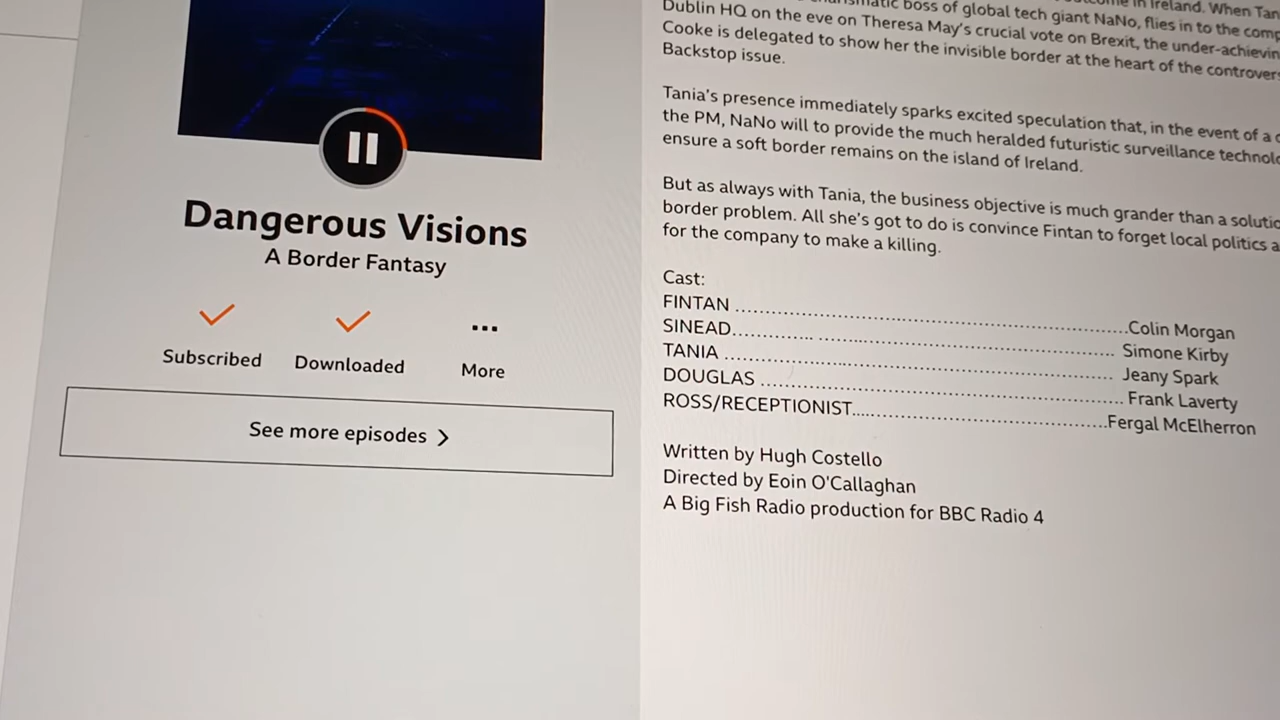 Dangerous Visions
A Border Fantasy
Subscribed
Downloaded
More
See more episodes
boss of global tech giant NaNo, flies in to the
in Ireland. When
Dublin HQ on the eve on Theresa May's crucial vote on Brexit, the
Cooke is delegated to show her the invisible border at the heart of the
Backstop issue.
Tania's presence immediately sparks excited speculation that, in the event of a
the PM, NaNo will to provide the much heralded futuristic surveillance
ensure a soft border remains on the island of Ireland.
But as always with Tania, the business objective is much grander than a
border problem. All she's got to do is convince Fintan to forget local politics
for the company to make a killing.
Cast:
FINTAN ........................................................Colin Morgan
SINEAD.............. ............................................. Simone Kirby
TANIA .......................................................... Jeany Spark
DOUGLAS ...................................................... Frank Laverty
ROSS/RECEPTIONIST......................................Fergal McElherron
Written by Hugh Costello
Directed by Eoin O'Callaghan
A Big Fish Radio production for BBC Radio 4